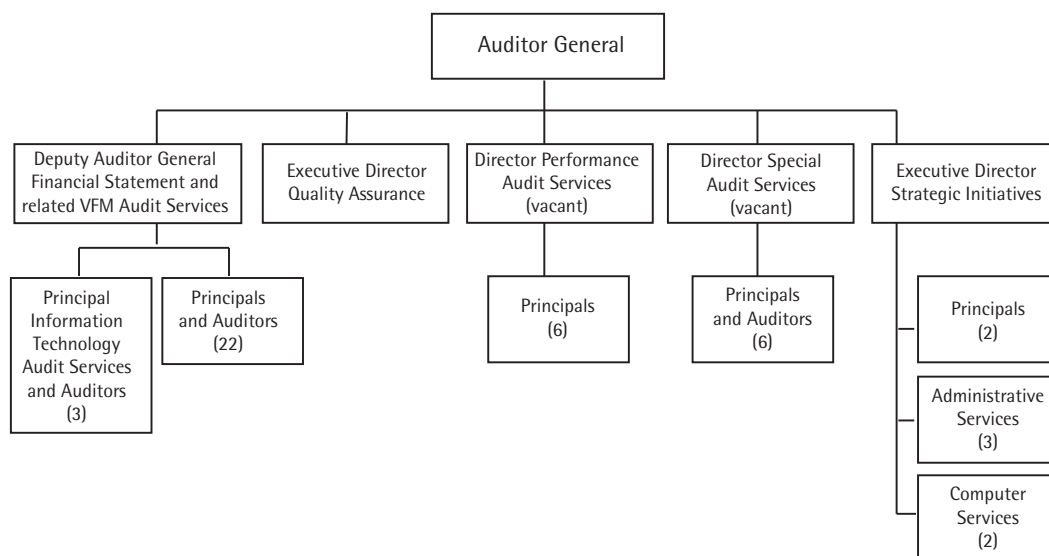 Auditor General
Deputy Auditor General
Financial Statement and
related VFM Audit Services
Executive Director
Quality Assurance
Director Performance
Audit Services
(vacant)
Director Special
Audit Services
(vacant)
Executive Director
Strategic Initiatives
Principal
Information
Technology
Audit Services
and Auditors
(3)
Principals
and Auditors
(22)
Principals
(6)
Principals
and Auditors
(6)
Principals
(2)
Administrative
Services
(3)
Computer
Services
(2)